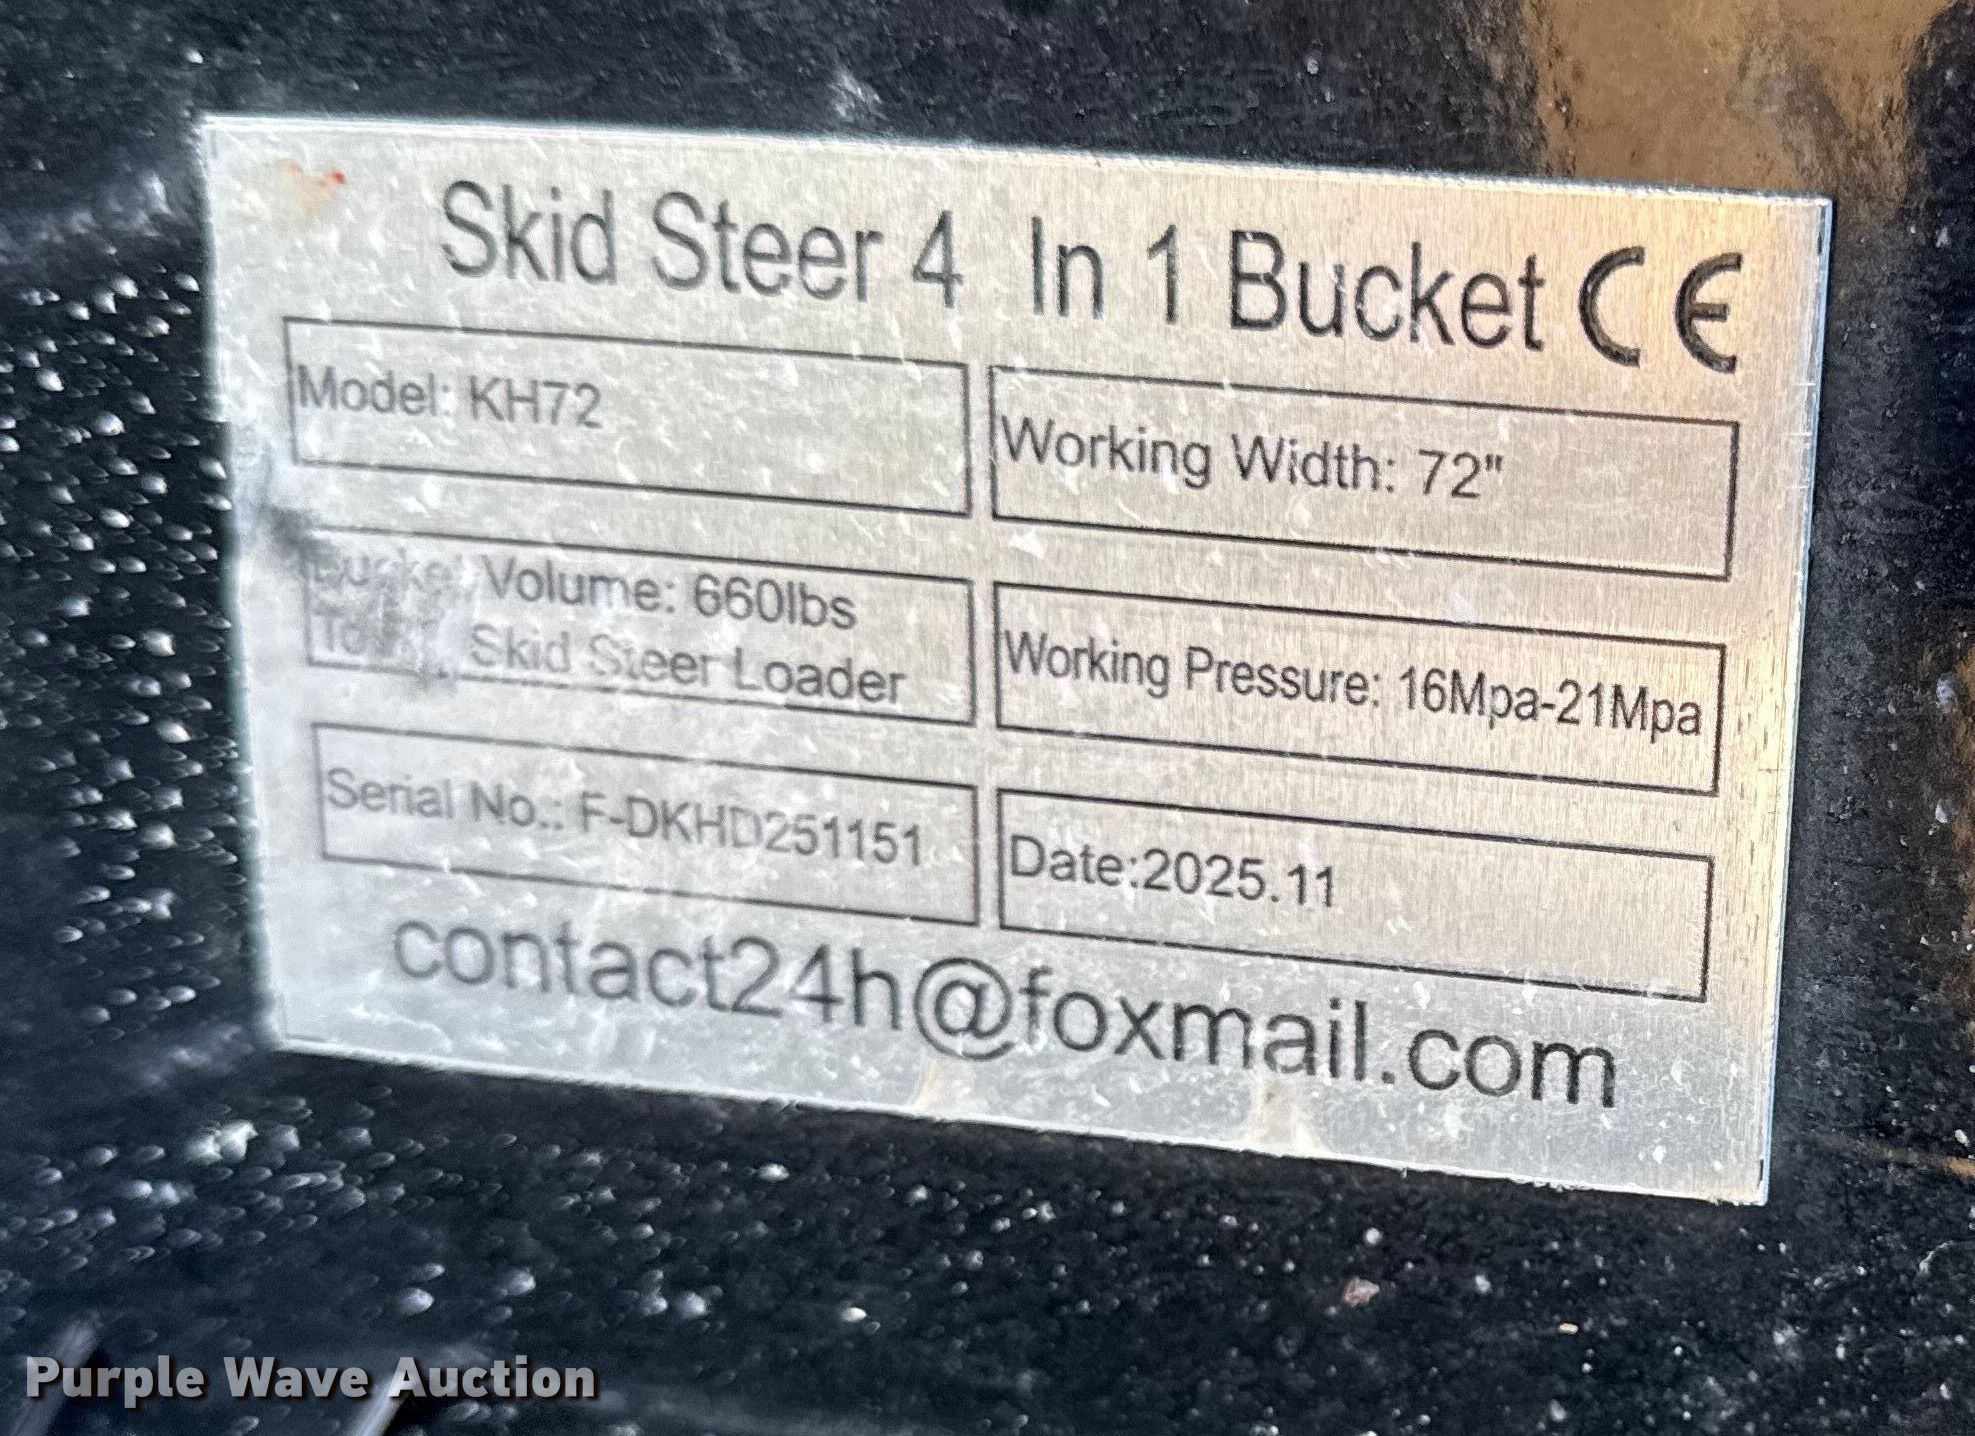 Skid Steer 4 In 1 Bucket CE
Model: KH72
Working Width: 72"
Bucket Volume: 660lbs
Skid Steer Loader
Working Pressure: 16Mpa-21Mpa
Serial No.: F-DKHD251151
Date:2025.11
contact24h@foxmail.com
Purple Wave Auction